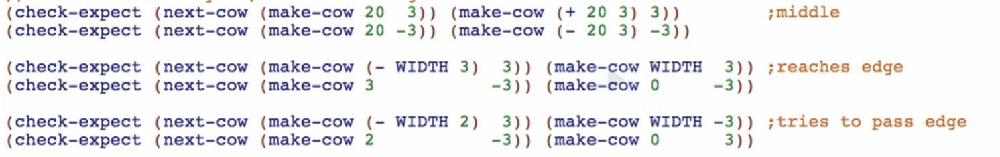 (check-expect (next-cow (make-cow 20  3)) (make-cow (+ 20 3) 3))      ;middle
(check-expect (next-cow (make-cow 20 -3)) (make-cow (- 20 3) -3))
(check-expect (next-cow (make-cow (- WIDTH 3)  3)) (make-cow WIDTH  3)) ;reaches edge
(check-expect (next-cow (make-cow 3           -3)) (make-cow 0     -3))
(check-expect (next-cow (make-cow (- WIDTH 2)  3)) (make-cow WIDTH -3)) ;tries to pass edge
(check-expect (next-cow (make-cow 2           -3)) (make-cow 0      3))